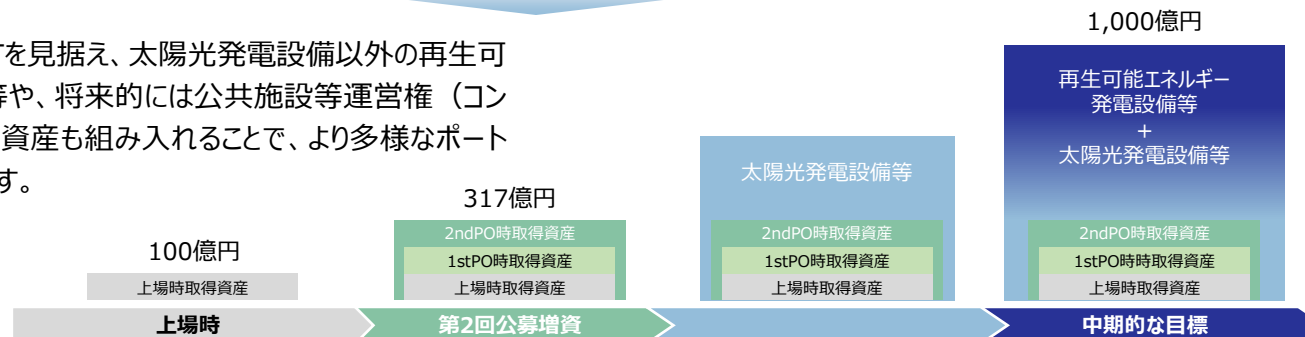 1,000億円
を見据え、太陽光発電設備以外の再生可
等や、将来的には公共施設等運営権（コン
資産も組み入れることで、より多様なポート
す。
再生可能エネルギー
発電設備等
+
太陽光発電設備等
太陽光発電設備等
317億円
100億円
2ndPO時取得資産
1stPO時取得資産
上場時取得資産
2ndPO時取得資産
1stPO時取得資産
上場時取得資産
2ndPO時取得資産
1stPO時時取得資産
上場時取得資産
上場時取得資産
上場時
第2回公募増資
中期的な目標